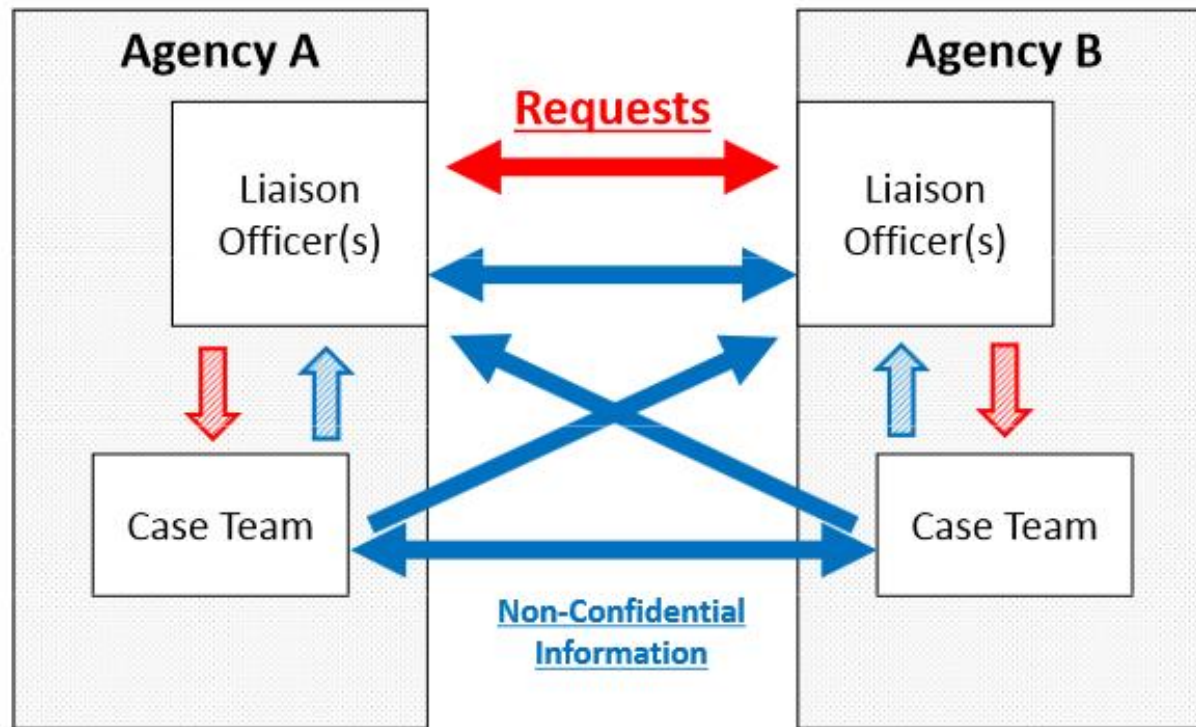 Agency A
Agency B
Requests
Liaison
Officer(s)
Liaison
Officer(s)
Case Team
Case Team
Non-Confidential
Information